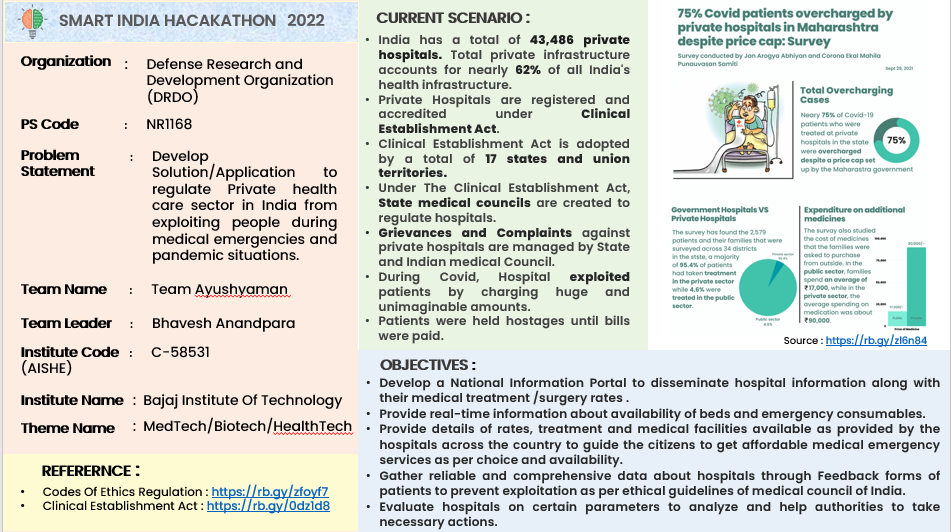 SMART INDIA HACAKATHON 2022
Organization : Defense Research and
Development Organization
(DRDO)
PS Code : NR1168
Problem : Develop
Statement Solution/Application to
regulate Private health
care sector in India from
exploiting people during
medical emergencies and
pandemic situations.
Team Name : Team Ayushyaman
Team Leader : Bhavesh Anandpara
Institute Code : C-58531
(AISHE)
Institute Name : Bajaj Institute Of Technology
Theme Name : MedTech/Biotech/HealthTech
REFERERNCE :
• Codes Of Ethics Regulation : https://rb.gy/zfoyf7
• Clinical Establishment Act : https://rb.gy/0dz1d8
CURRENT SCENARIO :
• India has a total of 43,486 private
hospitals. Total private infrastructure
accounts for nearly 62% of all India's
health infrastructure.
• Private Hospitals are registered and
accredited under Clinical
Establishment Act.
• Clinical Establishment Act is adopted
by a total of 17 states and union
territories.
• Under The Clinical Establishment Act,
State medical councils are created to
regulate hospitals.
• Grievances and Complaints against
private hospitals are managed by State
and Indian medical Council.
• During Covid, Hospital exploited
patients by charging huge and
unimaginable amounts.
• Patients were held hostages until bills
were paid.
75% Covid patients overcharged by
private hospitals in Maharashtra
despite price cap: Survey
Survey conducted by Jan Arogya Abhiyan and Corona Ekal Mahila
Punauvasan Samiti
Sept 29, 2021
Total Overcharging
Cases
Nearly 75% of Covid-19
patients who were
treated at private
hospitals in the state
were overcharged
despite a price cap set
up by the Maharastra government
75%
Government Hospitals VS
Private Hospitals
The survey has found the 2,579
patients and their families that were
surveyed across 34 districts
in the state, a majority
of 95.4% of patients
had taken treatment
in the private sector
while 4.6% were
treated in the public
sector.
Private sector
Public sector
4.6%
Expenditure on additional
medicines
The survey also studied
the cost of medicines
that the families were
asked to purchase
from outside. In the
public sector, families
spend an average of
₹17,000, while in the
private sector, the
average spending on
medication was about
₹90,000.
Public
Private
Price of Medicine
Source : https://rb.gy/zl6n84
OBJECTIVES :
• Develop a National Information Portal to disseminate hospital information along with
their medical treatment /surgery rates .
• Provide real-time information about availability of beds and emergency consumables.
• Provide details of rates, treatment and medical facilities available as provided by the
hospitals across the country to guide the citizens to get affordable medical emergency
services as per choice and availability.
• Gather reliable and comprehensive data about hospitals through Feedback forms of
patients to prevent exploitation as per ethical guidelines of medical council of India.
• Evaluate hospitals on certain parameters to analyze and help authorities to take
necessary actions.